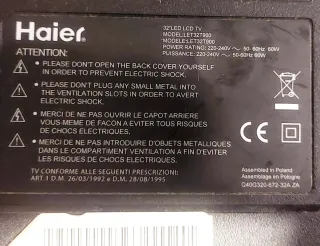 Haier
32"LED LCD TV
MODEL:LET32T900
MODELE:LET32T900
POWER RATING: 220-240V ~ 50-60Hz 60W
PUISSANCE 220-240V ~ 50-60Hz 60W
ATTENTION:
• PLEASE DON'T OPEN THE BACK COVER YOURSELF
IN ORDER TO PREVENT ELECTRIC SHOCK.
• PLEASE DON'T PLUG ANY SMALL METAL INTO
THE VENTILATION SLOTS IN ORDER TO AVERT
ELECTRIC SHOCK.
• MERCI DE NE PAS OUVRIR LE CAPOT ARRIERE
VOUS-MEME DE FACON A EVITER TOUS RISQUES
DE CHOCS ELECTRIQUES.
• MERCI DE NE PAS INTRODUIRE D'OBJETS METALLIQUES
DANS LE COMPARTIMENT VENTILATION A FIN D'EVITER
LES RISQUES DE CHOCS ELECTRIQUES.
TV CONFORME ALLE SEGUENTI PRESCRIZIONI:
ART.1 D.M. 26/03/1992 e D.M. 28/08/1995
CE
Assembled in Poland
Assemblage en Pologne
Q40G320-672-32A ZA